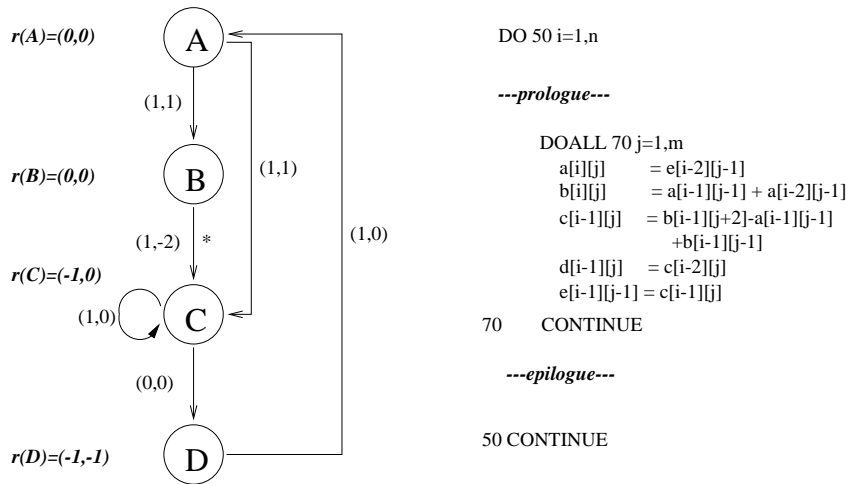 r(A)=(0,0)
A
(1,1)
r(B)=(0,0)
B
(1,1)
(1,-2)
*
(1,0)
r(C)=(-1,0)
(1,0)
C
(0,0)
r(D)=(-1,-1)
D
DO 50 i=1,n
---prologue---
DOALL 70 j=1,m
a[i][j] = e[i-2][j-1]
b[i][j] = a[i-1][j-1] + a[i-2][j-1]
c[i-1][j] = b[i-1][j+2]-a[i-1][j-1]
+b[i-1][j-1]
d[i-1][j] = c[i-2][j]
e[i-1][j-1] = c[i-1][j]
70 CONTINUE
---epilogue---
50 CONTINUE